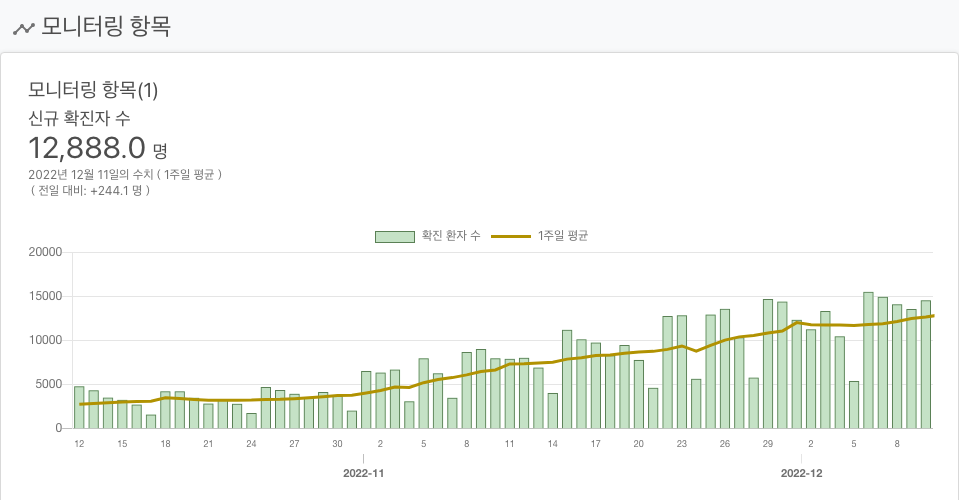 모니터링 항목
모니터링 항목(1)
신규 확진자 수
12,888.0 명
2022년 12월 11일의 수치 ( 1주일 평균 )
( 전일 대비: +244.1 명 )
확진 환자 수 1주일 평균
20000
15000
10000
5000
0
12 15 18 21 24 27 30 2 5 8 11 14 17 20 23 26 29 2 5 8
2022-11 2022-12